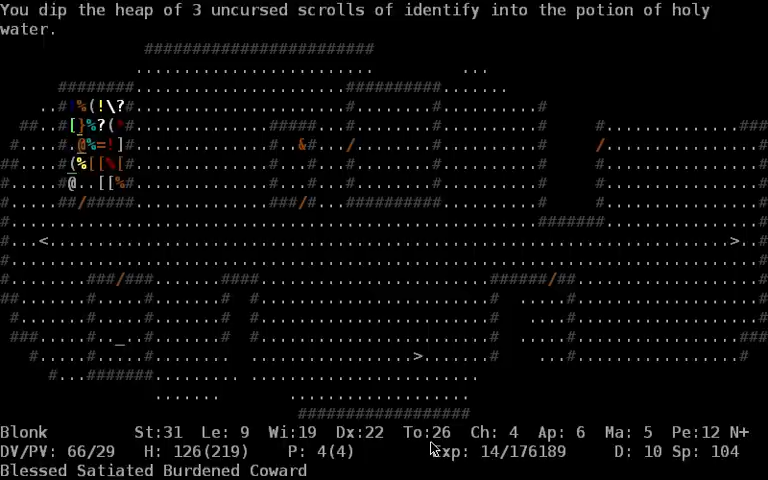 You dip the heap of 3 uncursed scrolls of identify into the potion of holy
water.
Blonk St:31 Le: 9 Wi:19 Dx:22 To:26 Ch: 4 Ap: 6 Ma: 5 Pe:12 N+
DV/PV: 66/29 H: 126(219) P: 4(4) Exp: 14/176189 D: 10 Sp: 104
Blessed Satiated Burdened Coward